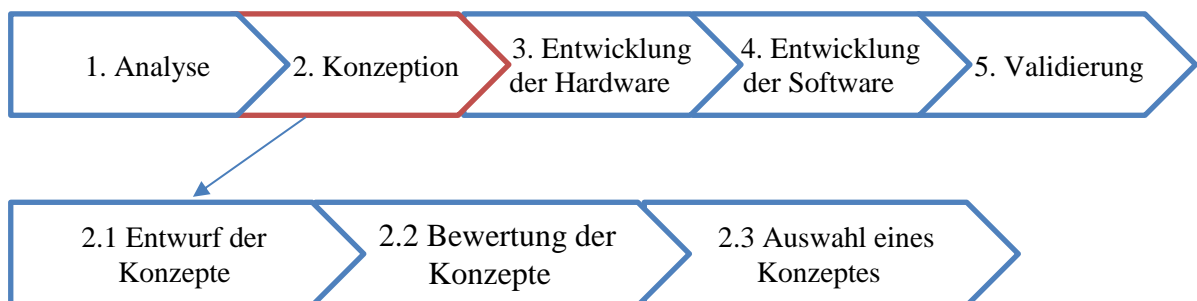 1. Analyse
2. Konzeption
3. Entwicklung
der Hardware
4. Entwicklung
der Software
5. Validierung
2.1 Entwurf der
Konzepte
2.2 Bewertung der
Konzepte
2.3 Auswahl eines
Konzeptes